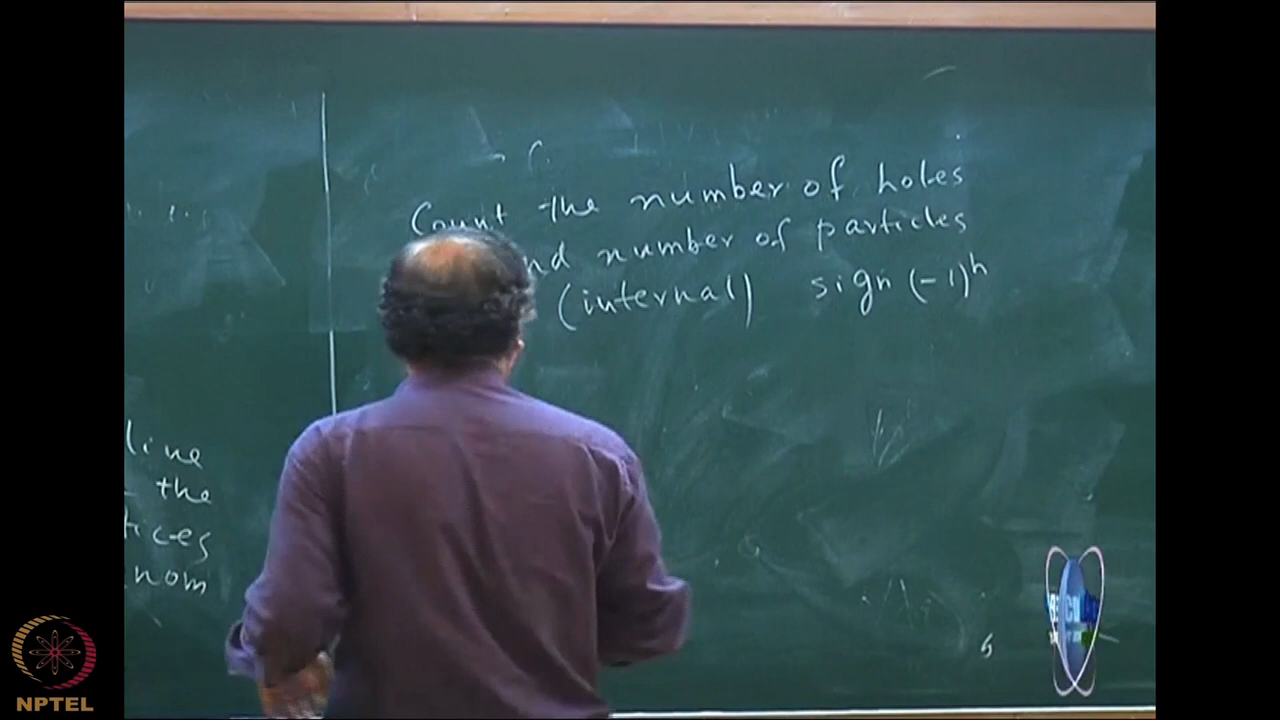 Count the number of holes
nd number of particles
(internal) sign (-1)^h
line
the
tices
nom
NPTEL